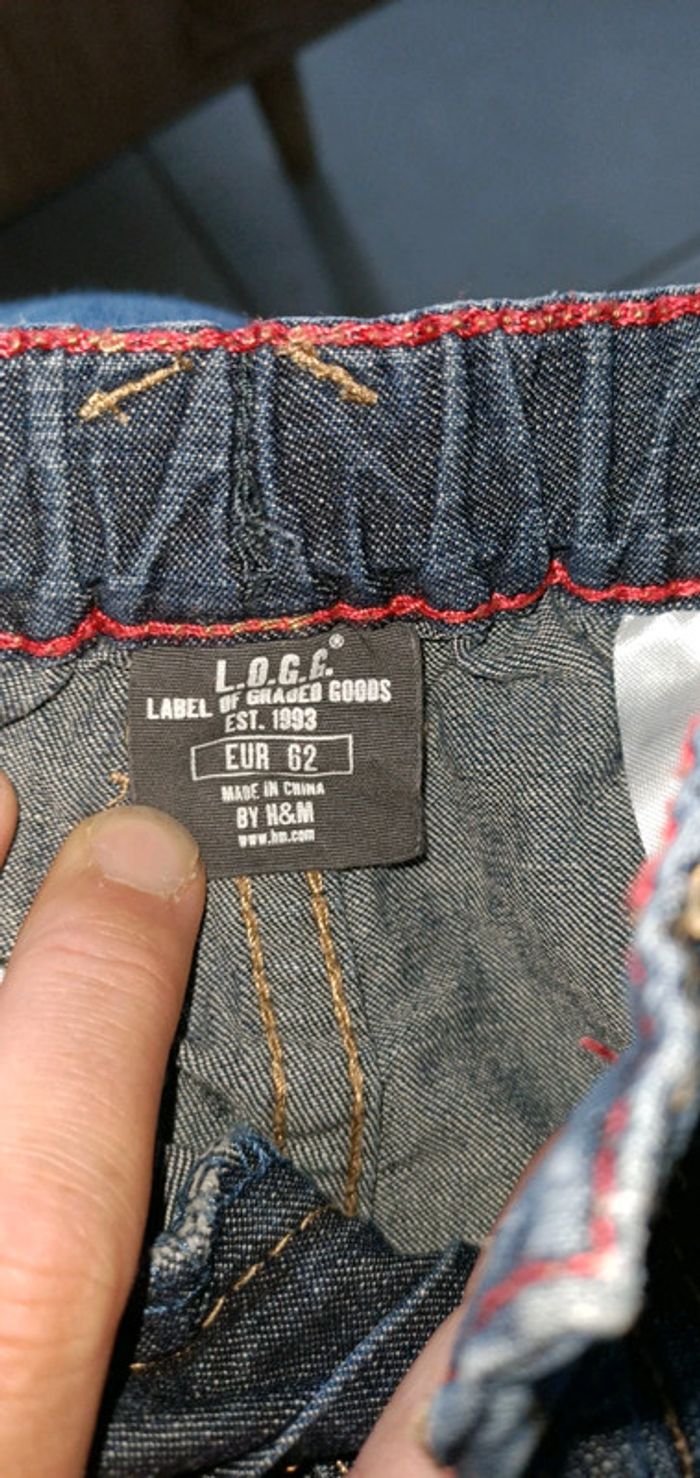 L.O.G.G.®
LABEL OF GRADED GOODS
EST. 1993
EUR 62
MADE IN CHINA
BY H&M
www.hm.com